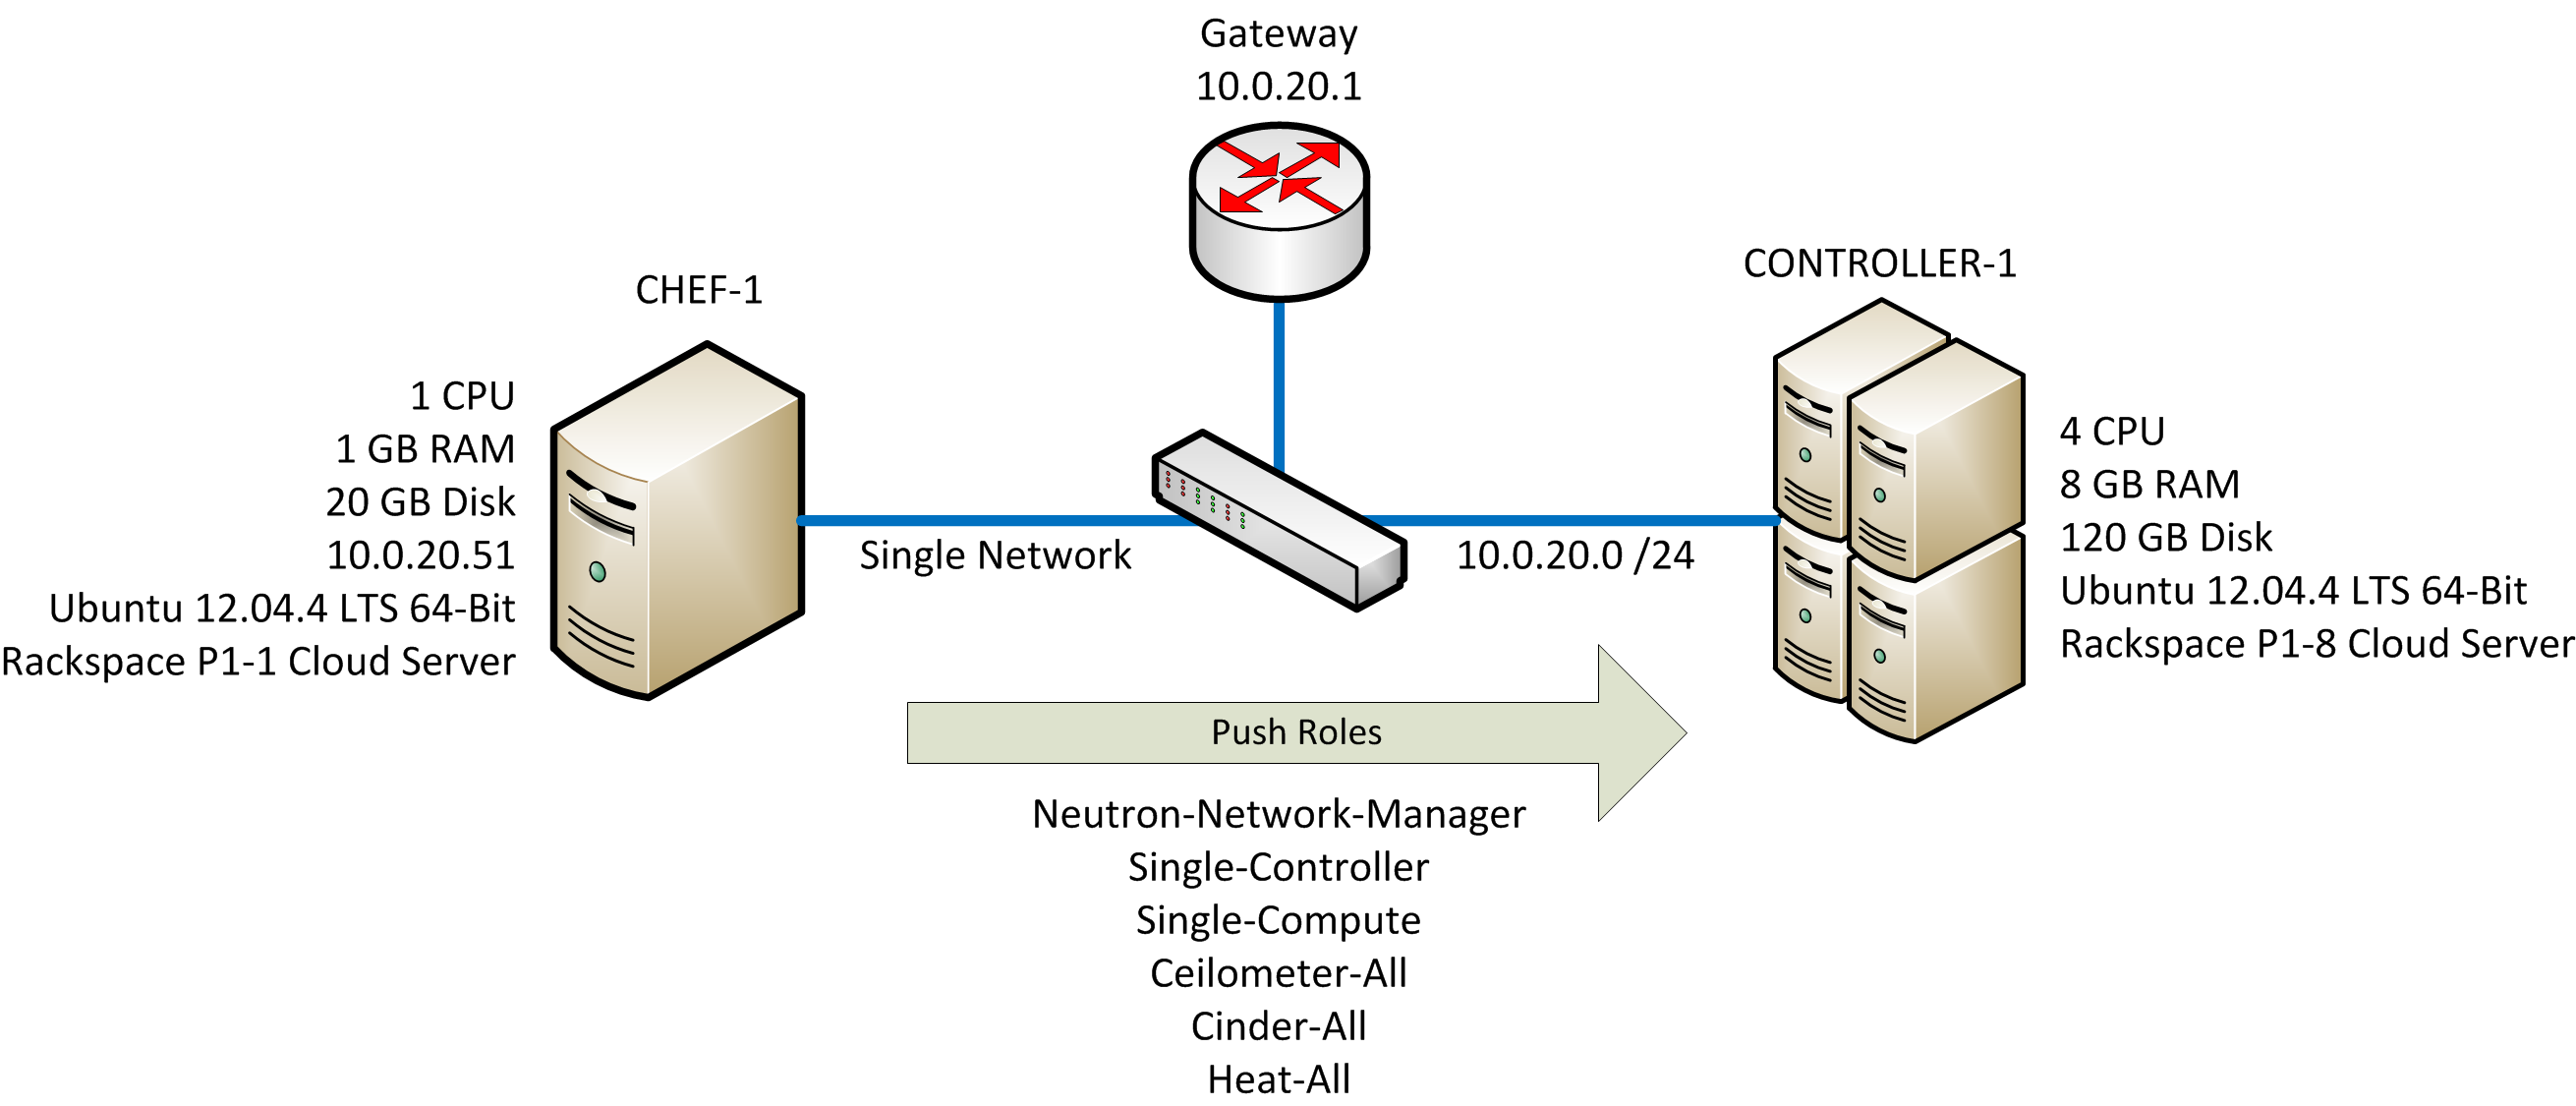 Gateway
10.0.20.1
CHEF-1
1 CPU
1 GB RAM
20 GB Disk
10.0.20.51
Ubuntu 12.04.4 LTS 64-Bit
Rackspace P1-1 Cloud Server
Single Network
10.0.20.0 /24
CONTROLLER-1
4 CPU
8 GB RAM
120 GB Disk
Ubuntu 12.04.4 LTS 64-Bit
Rackspace P1-8 Cloud Server
Push Roles
Neutron-Network-Manager
Single-Controller
Single-Compute
Ceilometer-All
Cinder-All
Heat-All